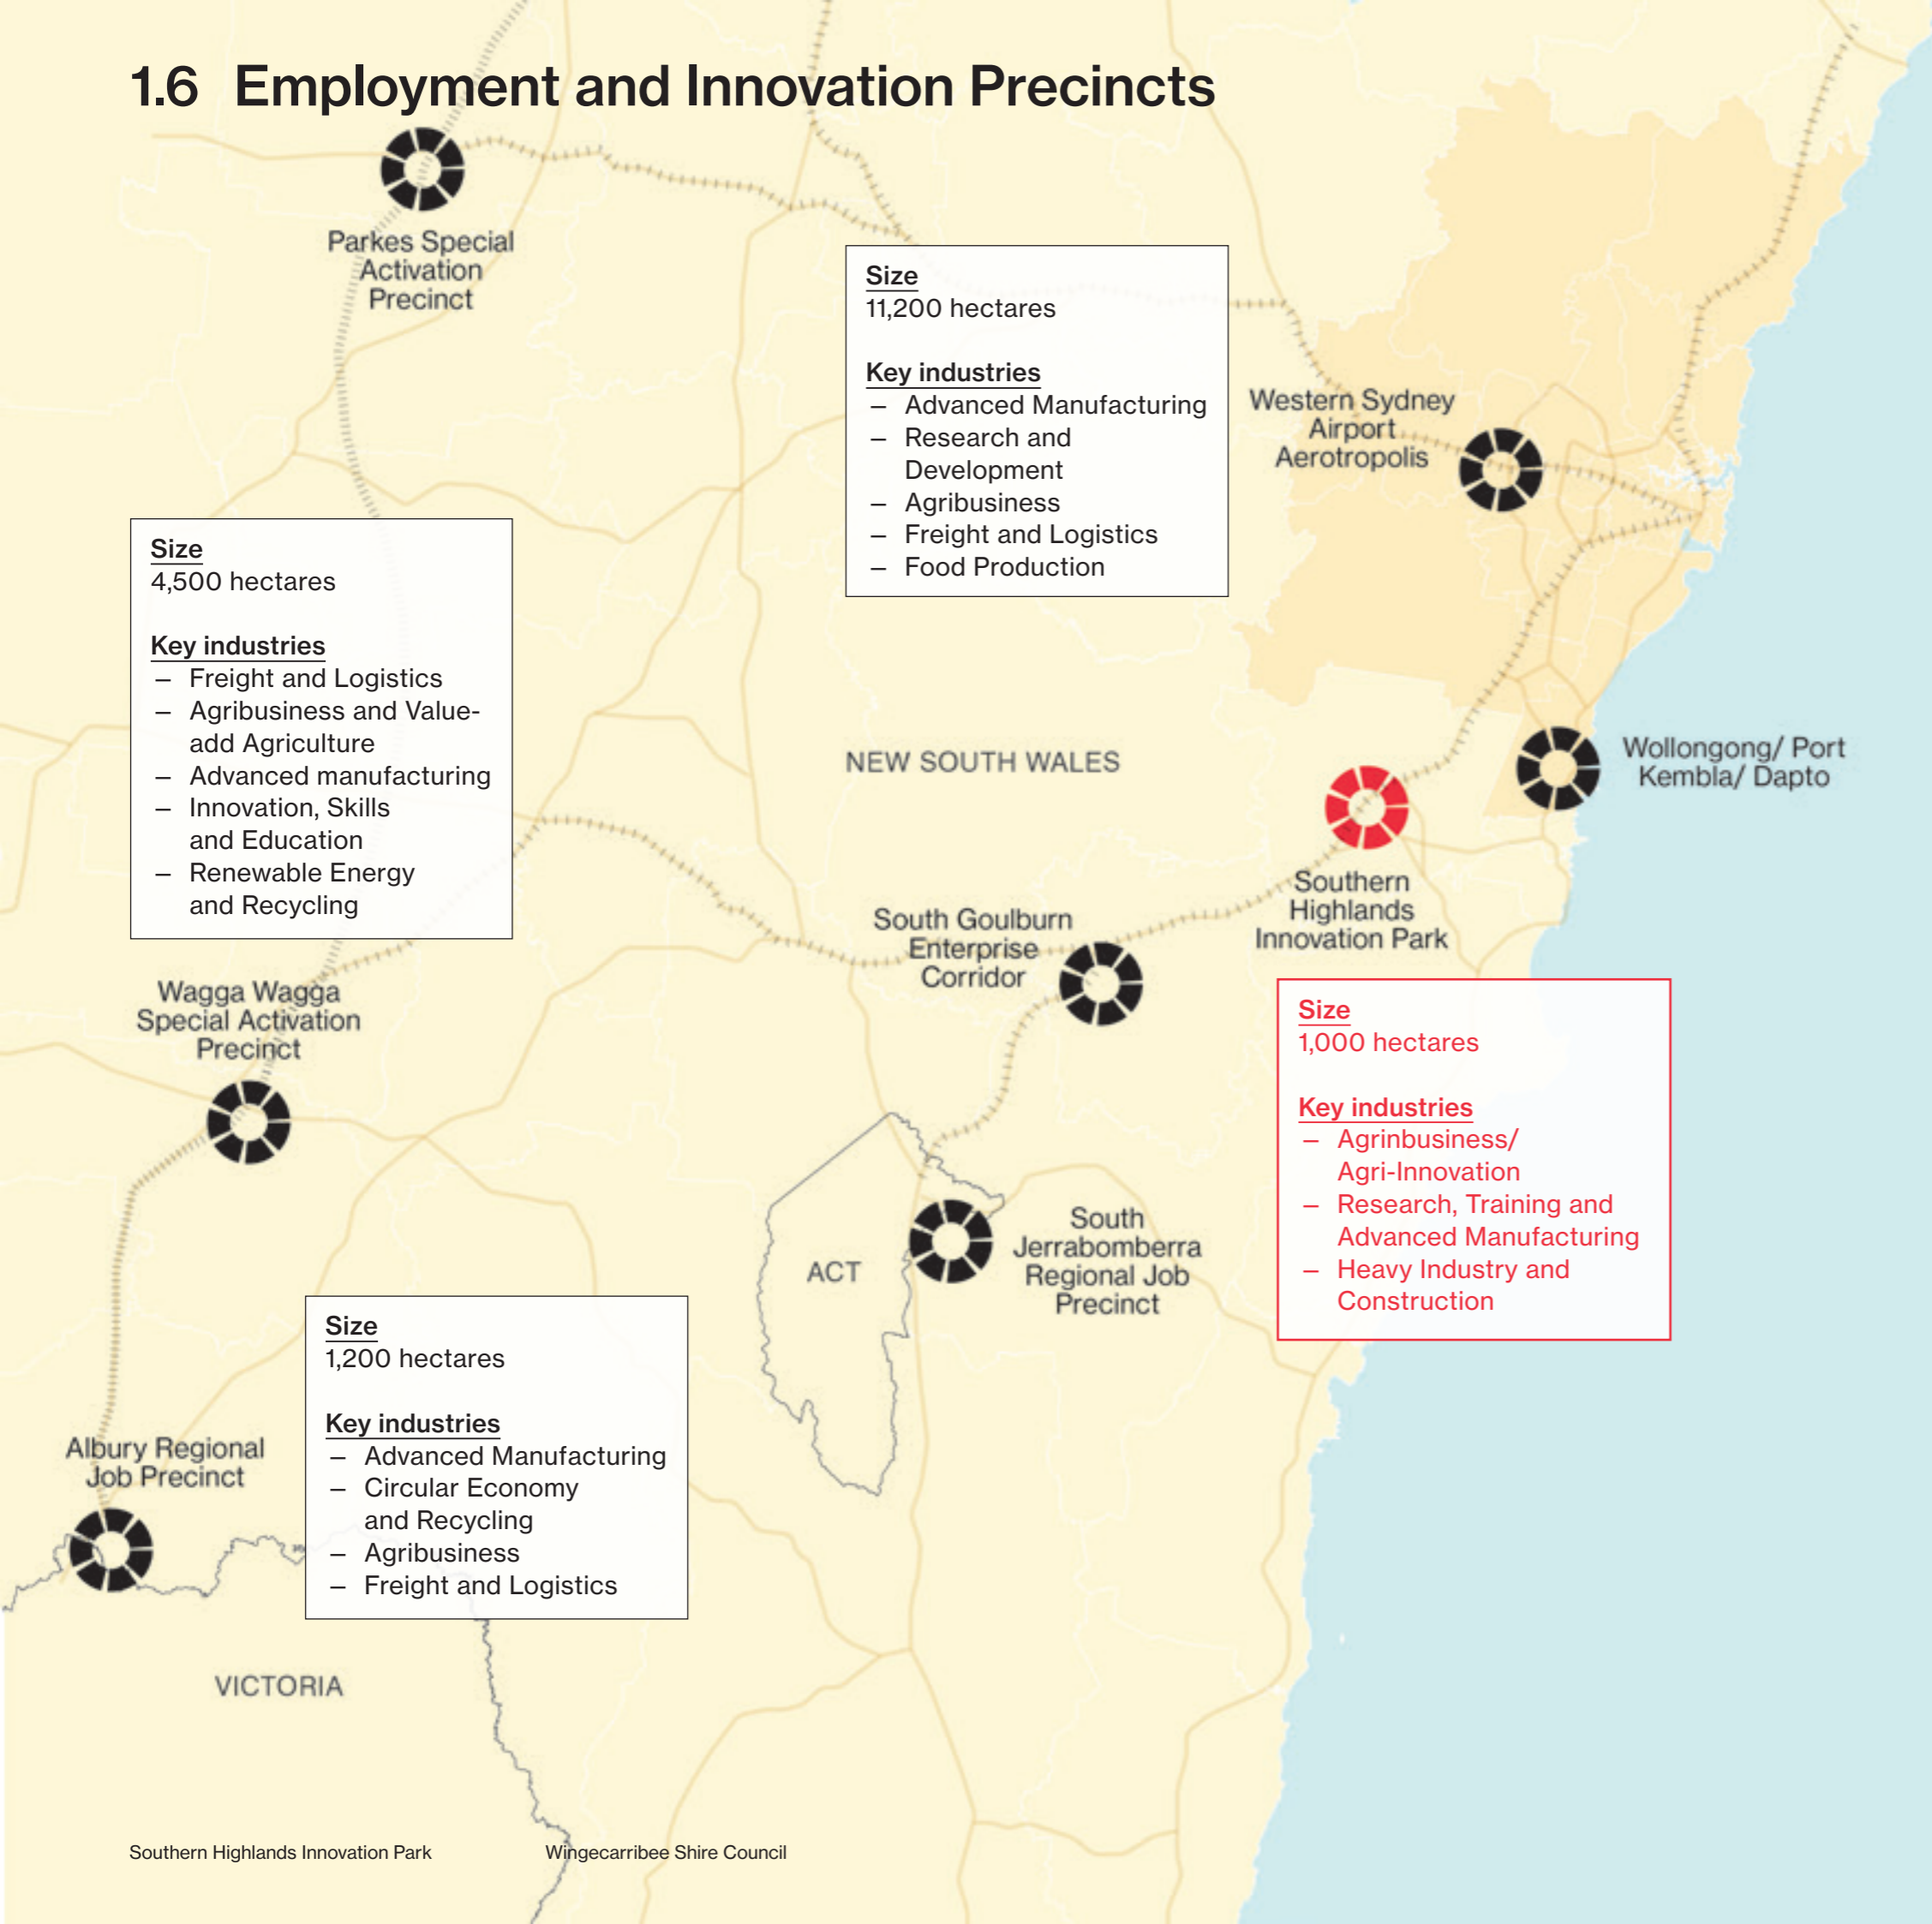 1.6 Employment and Innovation Precincts
Parkes Special
Activation
Precinct
Size
11,200 hectares
Key industries
– Advanced Manufacturing
– Research and
Development
– Agribusiness
– Freight and Logistics
– Food Production
Western Sydney
Airport
Aerotropolis
Size
4,500 hectares
Key industries
– Freight and Logistics
– Agribusiness and Value-
add Agriculture
– Advanced manufacturing
– Innovation, Skills
and Education
– Renewable Energy
and Recycling
NEW SOUTH WALES
Wollongong/ Port
Kembla/ Dapto
Southern
Highlands
Innovation Park
South Goulburn
Enterprise
Corridor
Wagga Wagga
Special Activation
Precinct
Size
1,000 hectares
Key industries
– Agrinbusiness/
Agri-Innovation
– Research, Training and
Advanced Manufacturing
– Heavy Industry and
Construction
ACT
South
Jerrabomberra
Regional Job
Precinct
Size
1,200 hectares
Key industries
– Advanced Manufacturing
– Circular Economy
and Recycling
– Agribusiness
– Freight and Logistics
Albury Regional
Job Precinct
VICTORIA
Southern Highlands Innovation Park
Wingecarribee Shire Council